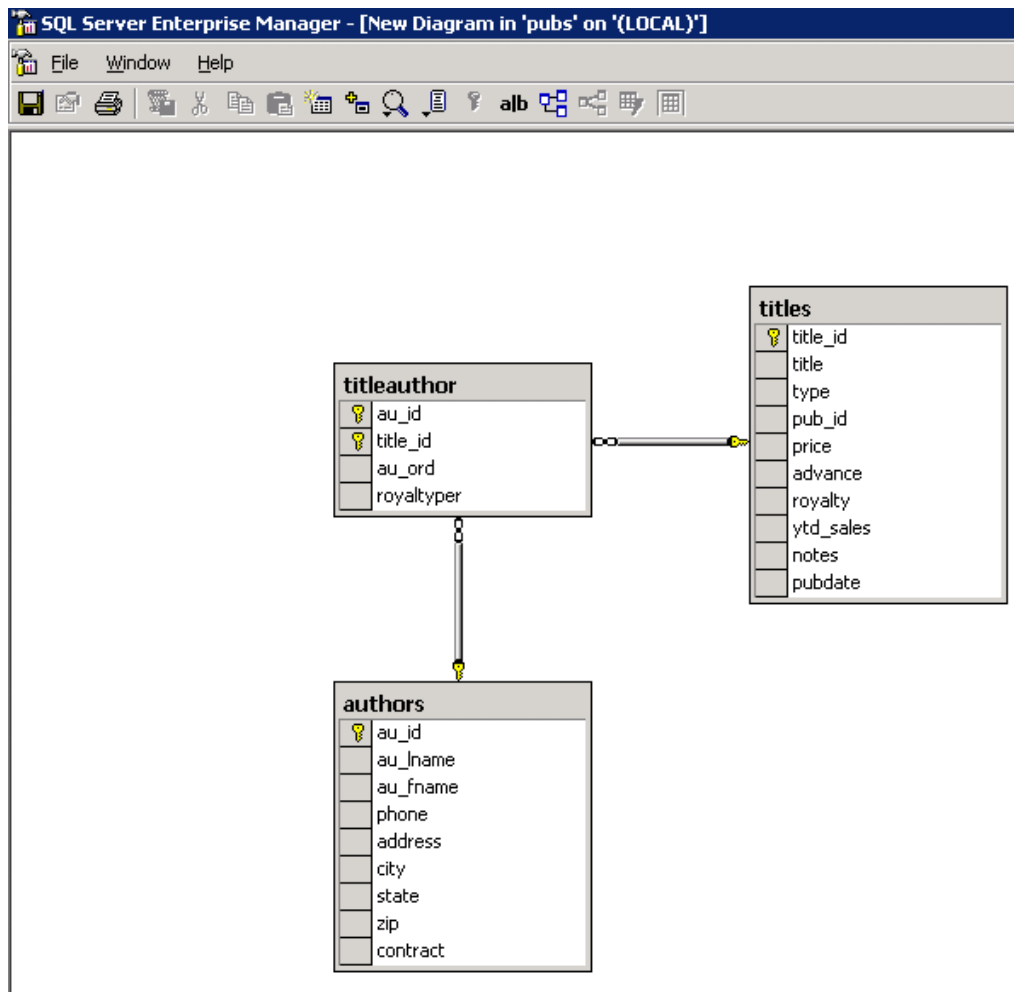 SQL Server Enterprise Manager - [New Diagram in 'pubs' on '(LOCAL)']
File Window Help
a|b
titles
title_id
title
type
pub_id
price
advance
royalty
ytd_sales
notes
pubdate
titleauthor
au_id
title_id
au_ord
royaltyper
authors
au_id
au_lname
au_fname
phone
address
city
state
zip
contract